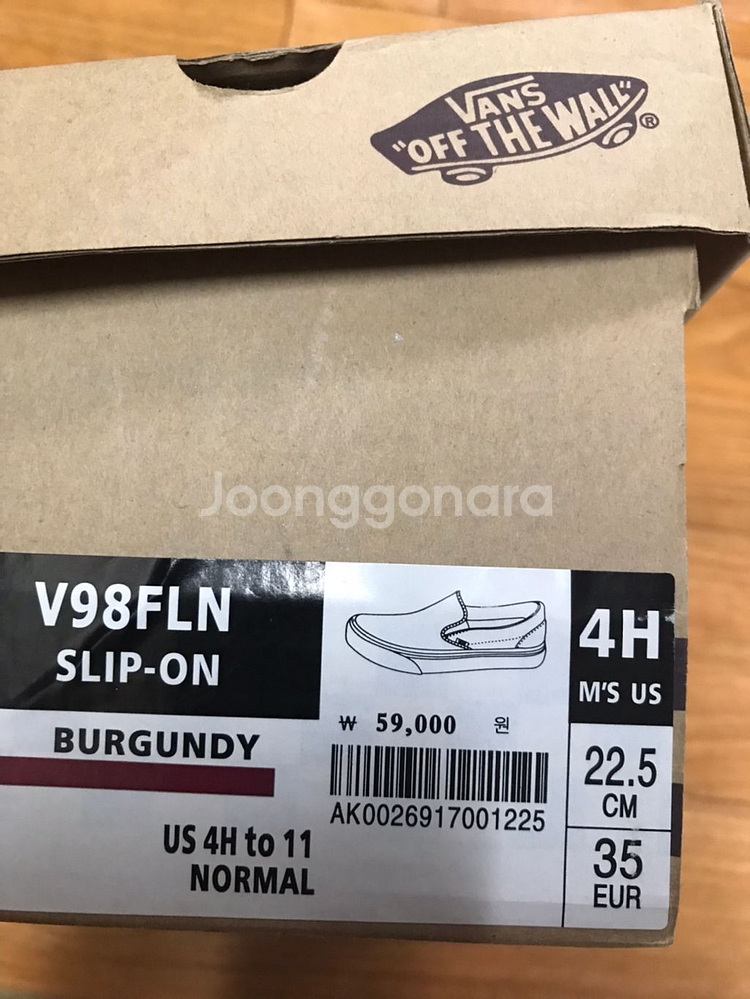 VANS
"OFF THE WALL"®
Joonggonara
V98FLN
SLIP-ON
BURGUNDY
US 4H to 11
NORMAL
₩ 59,000 원
AK0026917001225
4H
M'S US
22.5
CM
35
EUR